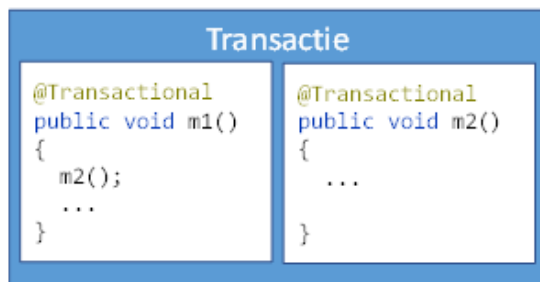 Transactie
@Transactional
public void m1()
{
m2();
...
}
@Transactional
public void m2()
{
...
}